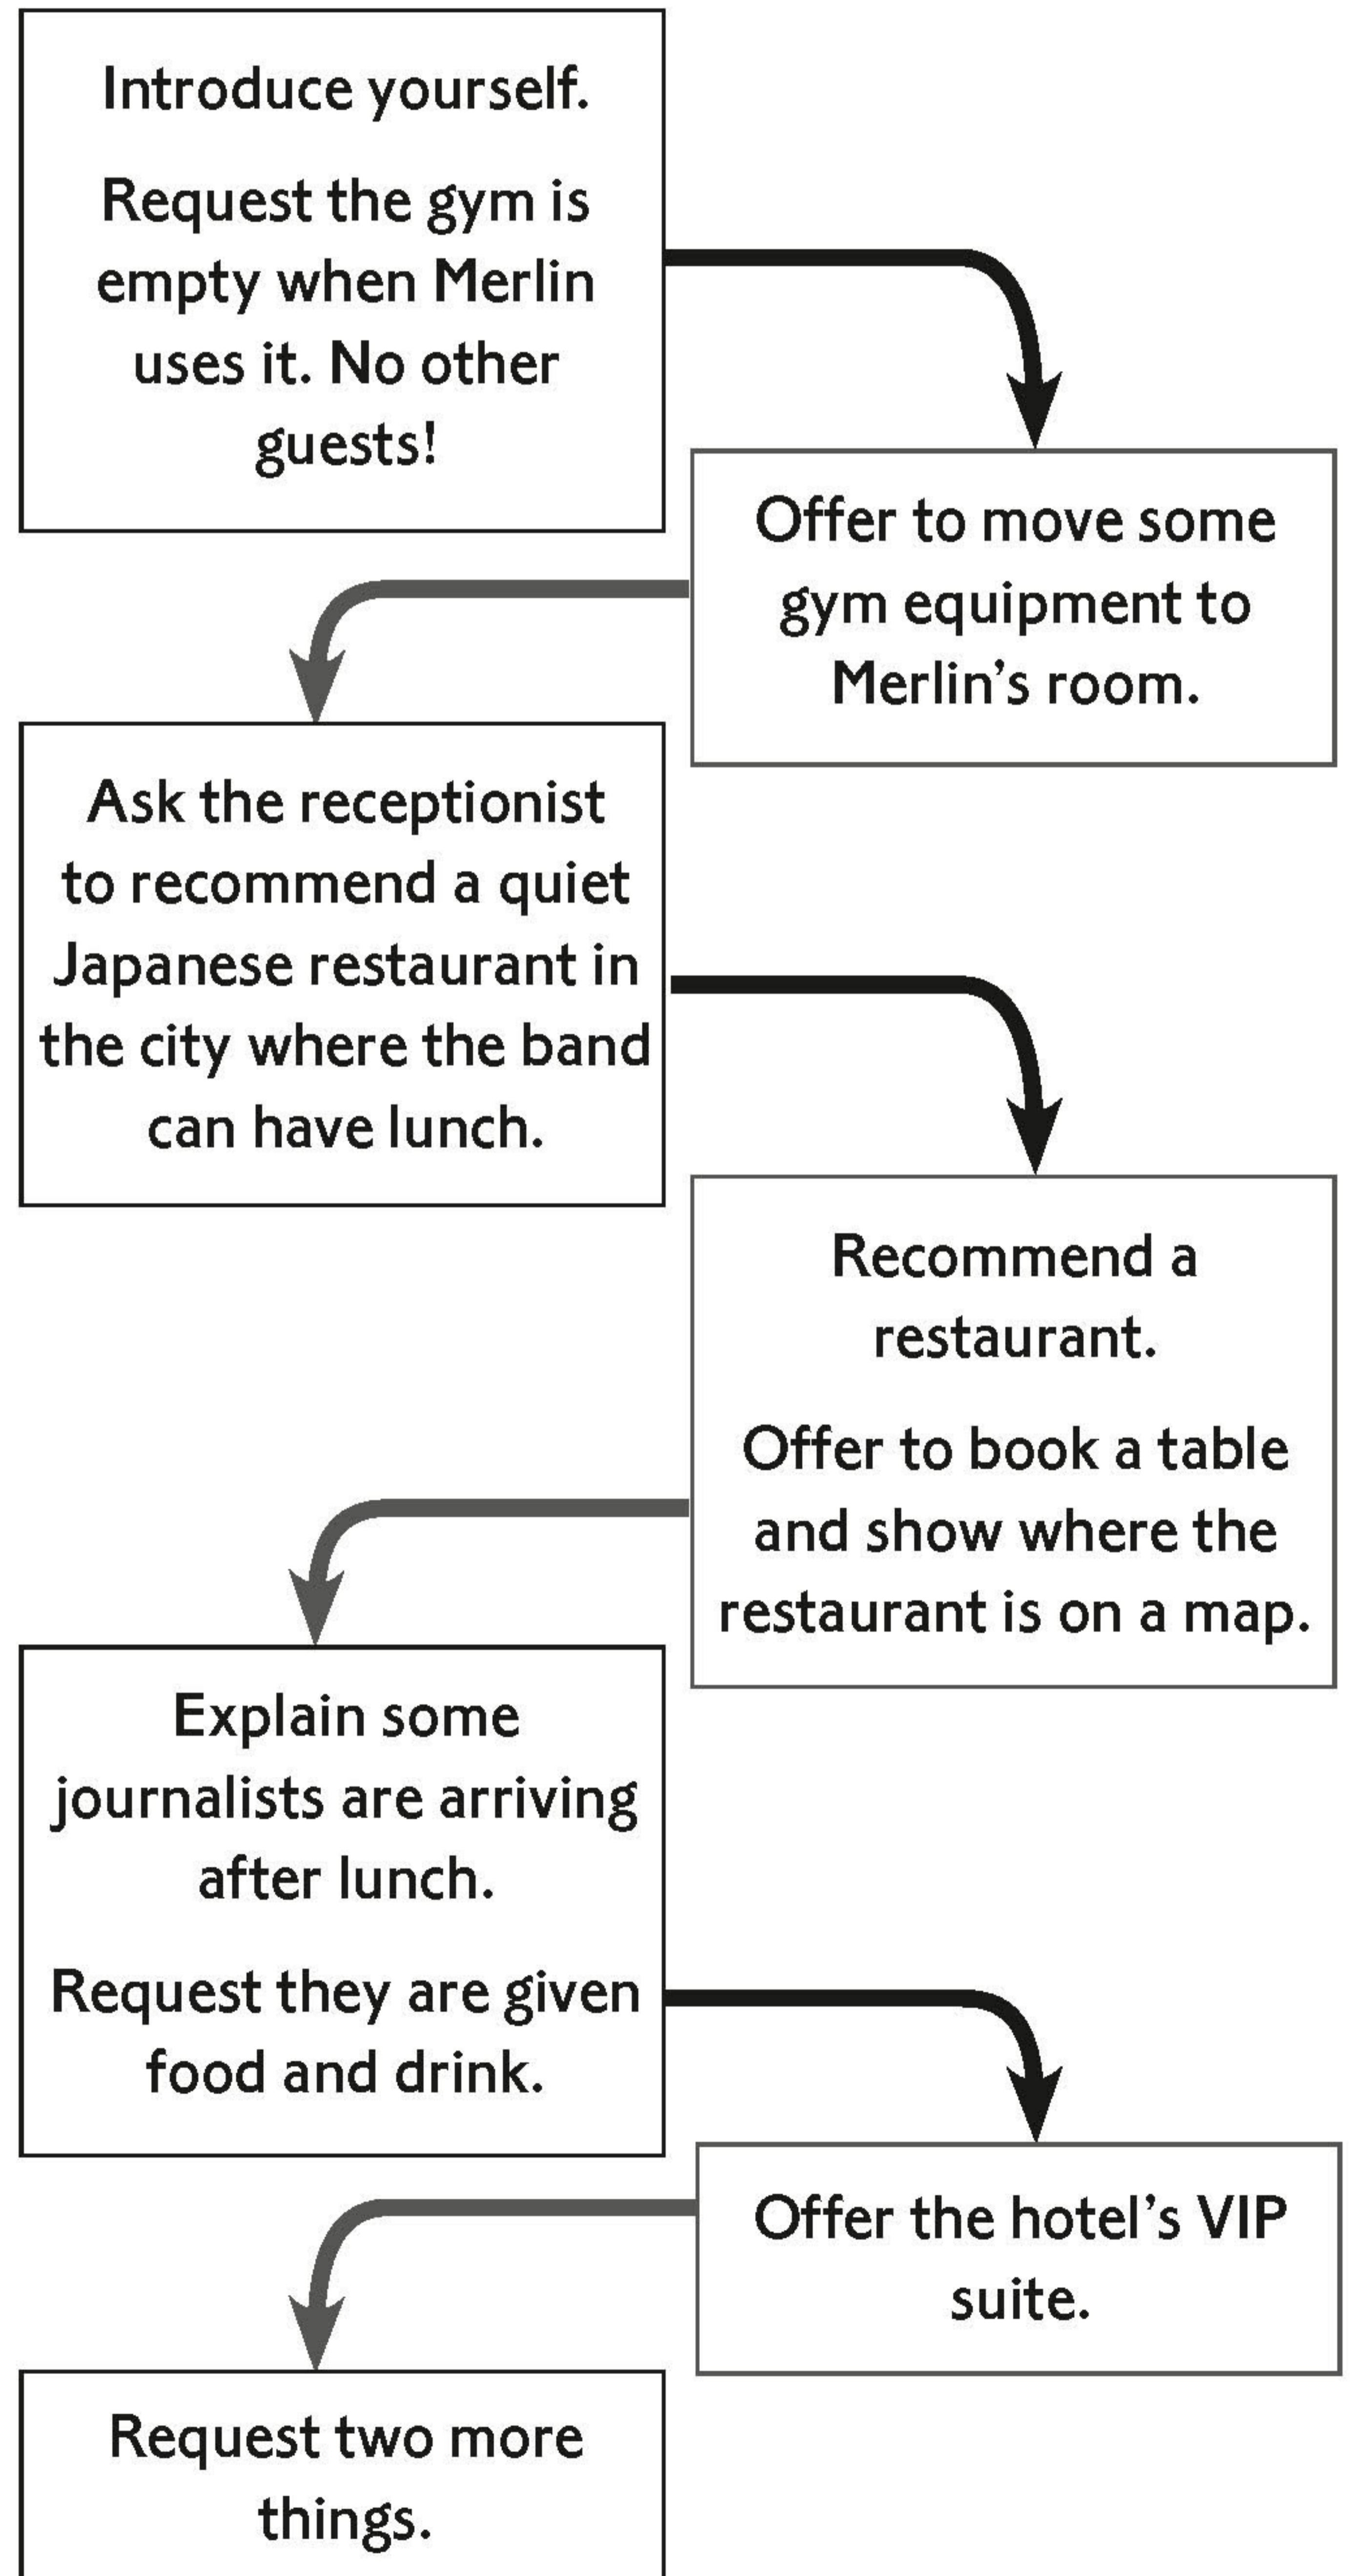 Introduce yourself.
Request the gym is
empty when Merlin
uses it. No other
guests!
Offer to move some
gym equipment to
Merlin's room.
Ask the receptionist
to recommend a quiet
Japanese restaurant in
the city where the band
can have lunch.
Recommend a
restaurant.
Offer to book a table
and show where the
restaurant is on a map.
Explain some
journalists are arriving
after lunch.
Request they are given
food and drink.
Offer the hotel's VIP
suite.
Request two more
things.